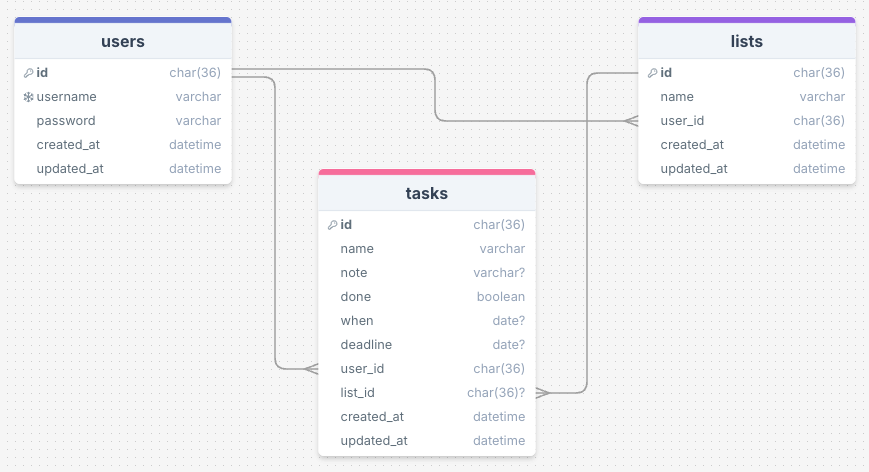 users
id char(36)
username varchar
password varchar
created_at datetime
updated_at datetime
lists
id char(36)
name varchar
user_id char(36)
created_at datetime
updated_at datetime
tasks
id char(36)
name varchar
note varchar?
done boolean
when date?
deadline date?
user_id char(36)
list_id char(36)?
created_at datetime
updated_at datetime